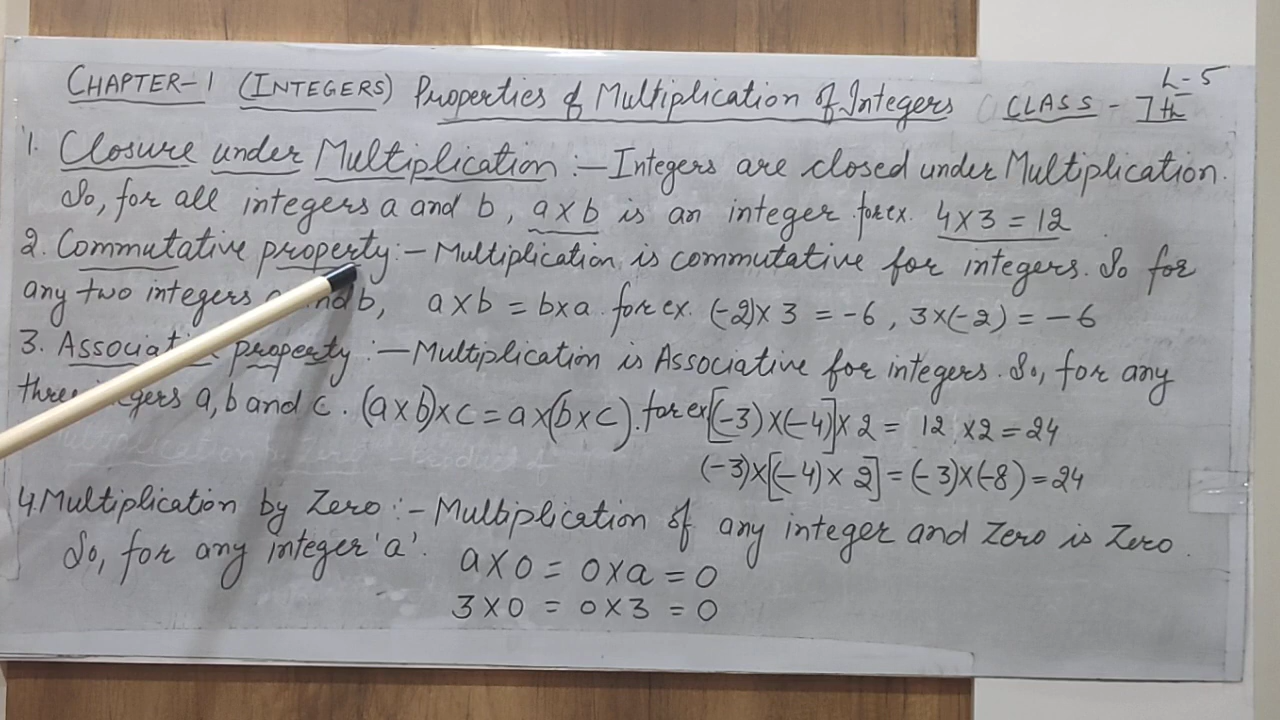 CHAPTER-1 (INTEGERS) Properties of Multiplication of Integers CLASS - 7th L-5
1. Closure under Multiplication :- Integers are closed under Multiplication.
So, for all integers a and b, a×b is an integer forex. 4×3=12
2. Commutative property:- Multiplication is commutative for integers. So for
any two integers b, a×b = b×a. for ex. (-2)×3 = -6, 3×(-2) = -6
3. Associative property :- Multiplication is Associative for integers. So, for any
three a, b and c. (a×b)×c = a×(b×c). for ex [(-3)×(-4)]×2 = 12 ×2 = 24
(-3)×[(-4)×2] = (-3)×(-8) = 24
4. Multiplication by Zero :- Multiplication of any integer and Zero is Zero.
So, for any integer 'a'.
a×0 = 0×a = 0
3×0 = 0×3 = 0